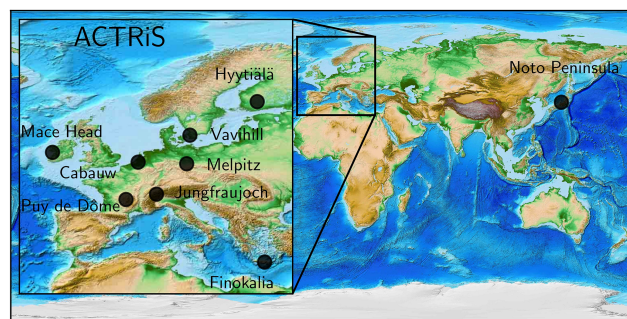 ACTRiS
Hyytiälä
Noto Peninsula
Mace Head
Vavihill
Cabauw
Melpitz
Jungfraujoch
Puy de Dôme
Finokalia